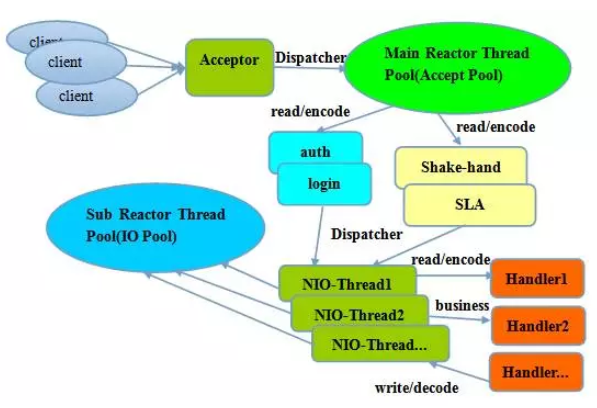 client
client
client
Acceptor
Dispatcher
Main Reactor Thread
Pool(Accept Pool)
read/encode
read/encode
auth
login
Shake-hand
SLA
Sub Reactor Thread
Pool(IO Pool)
Dispatcher
read/encode
NIO-Thread1
NIO-Thread2
NIO-Thread...
business
Handler1
Handler2
Handler...
write/decode